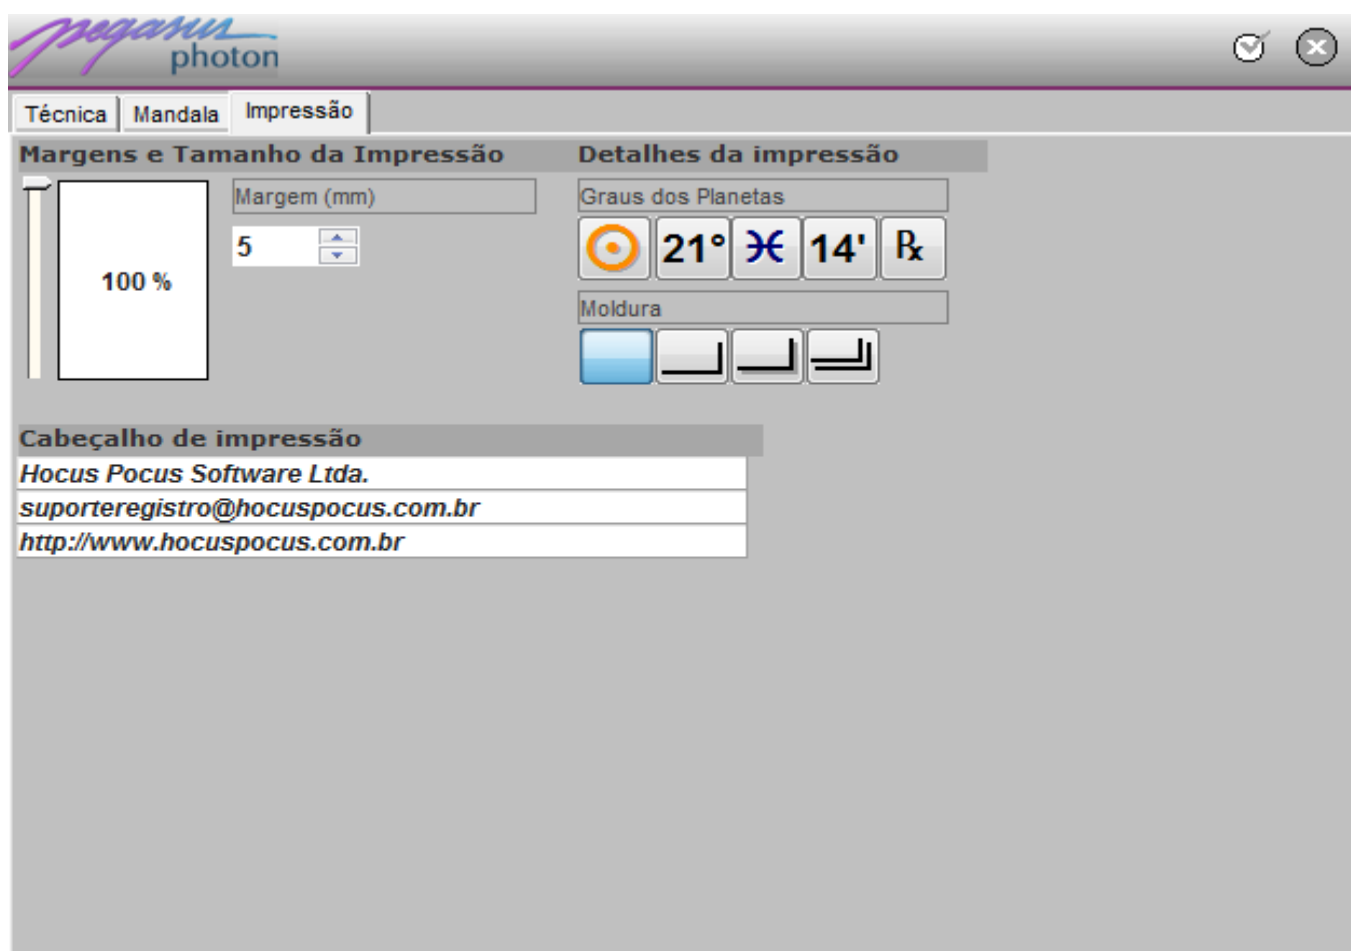 pegasus
photon
Técnica Mandala Impressão
Margens e Tamanho da Impressão Detalhes da impressão
Margem (mm) Graus dos Planetas
5 21° ♓ 14' ℞
100 %
Moldura
Cabeçalho de impressão
Hocus Pocus Software Ltda.
suporteregistro@hocuspocus.com.br
http://www.hocuspocus.com.br